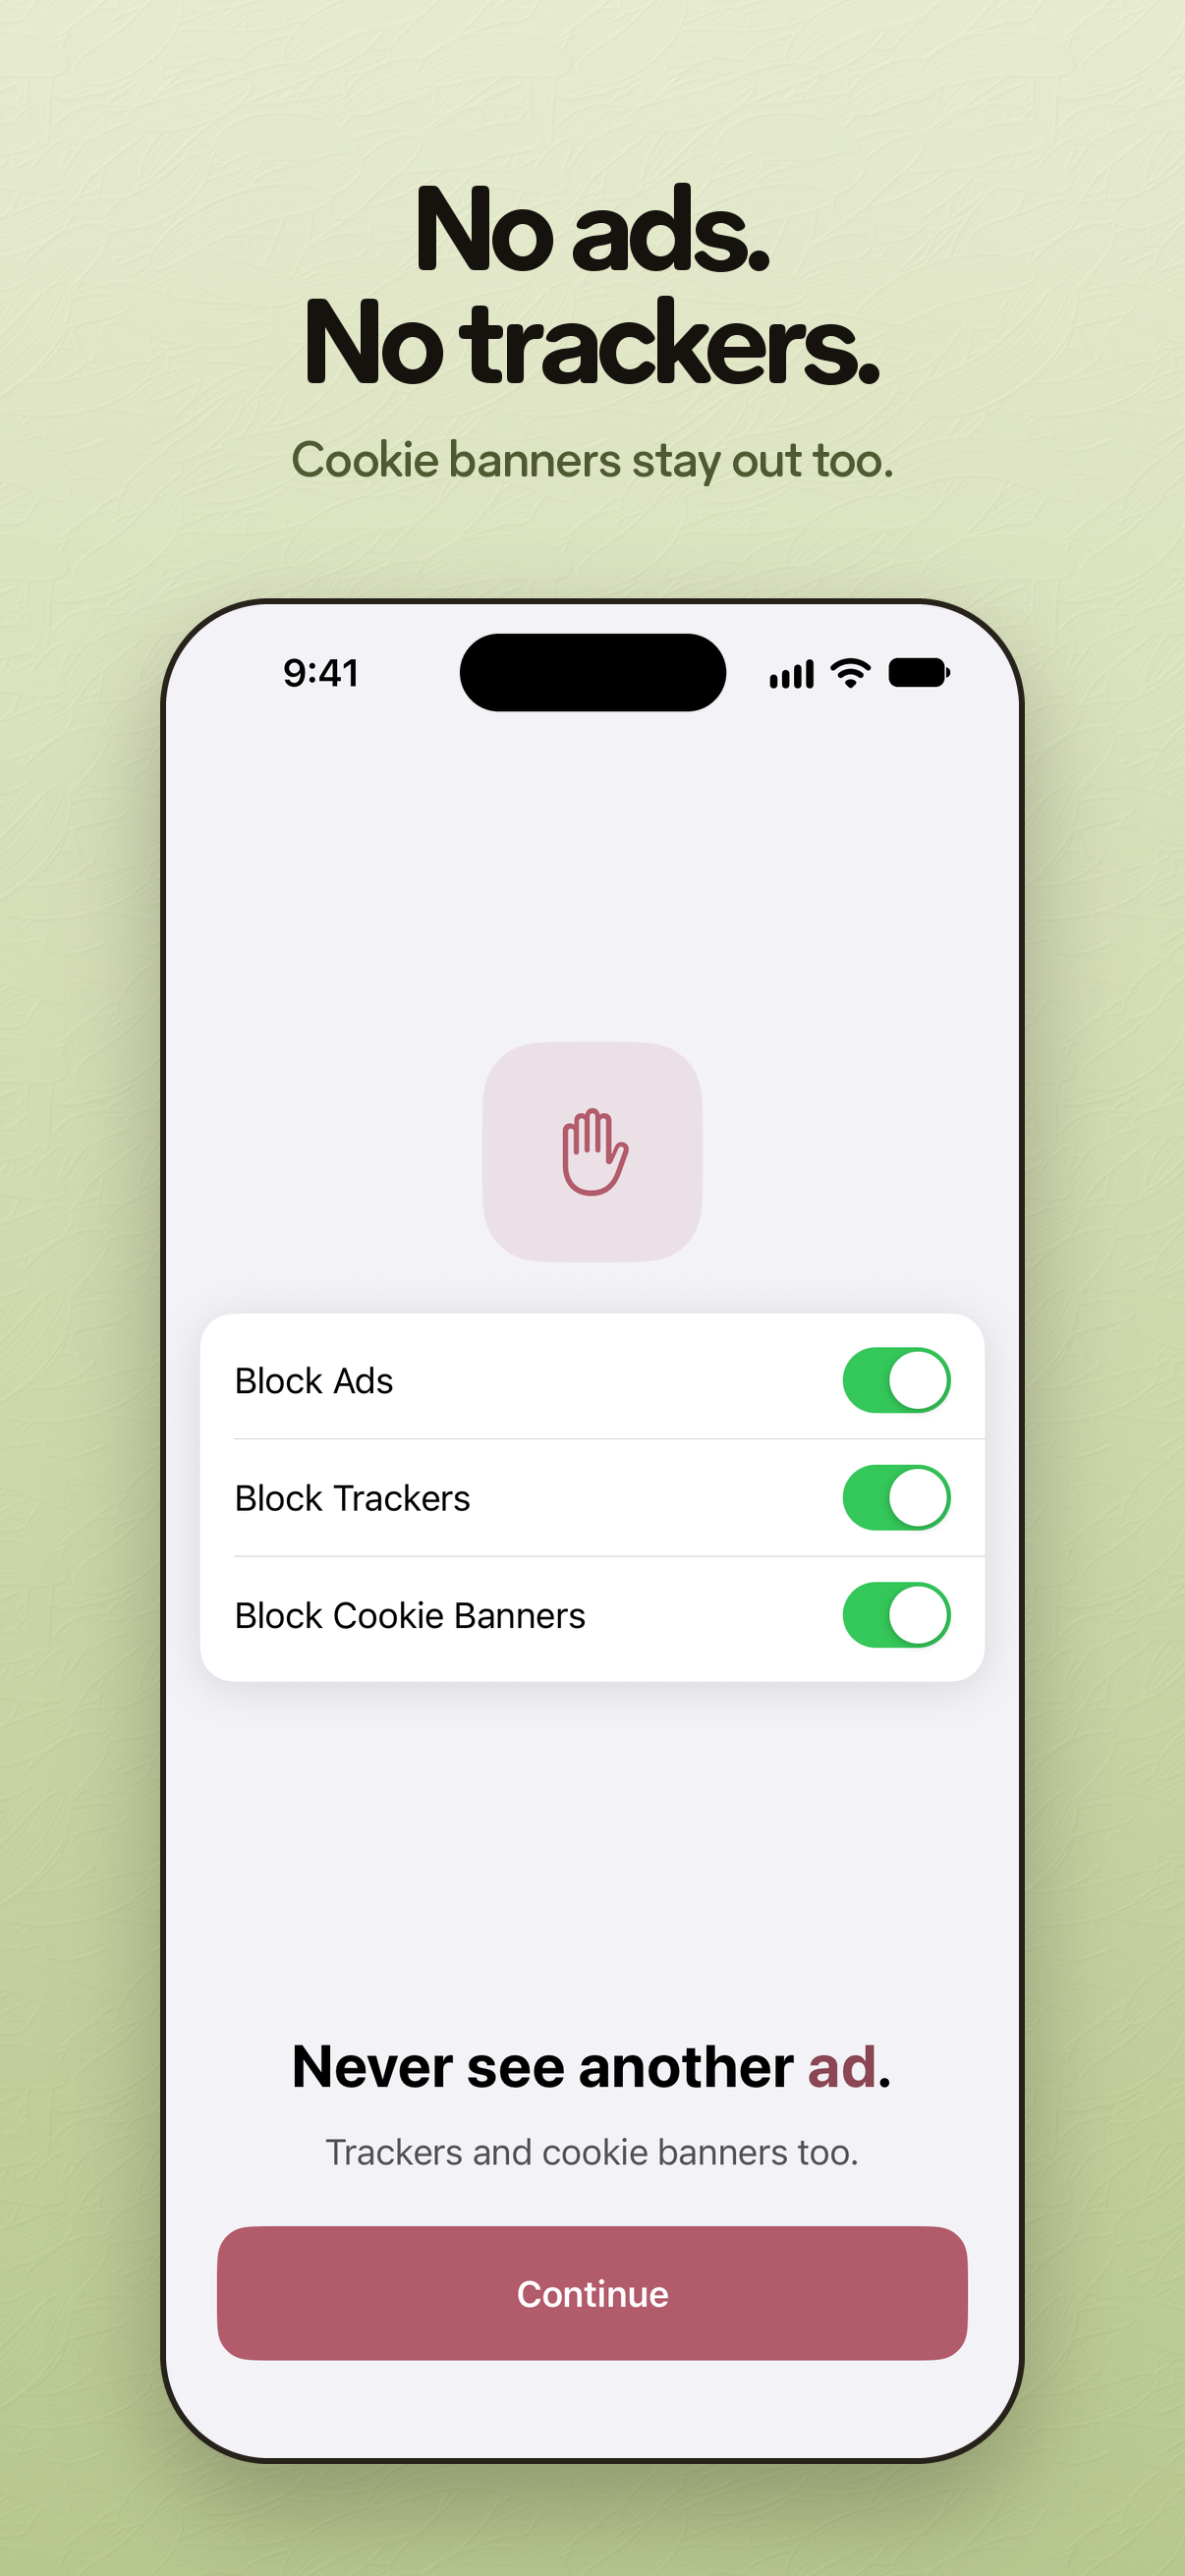 No ads.
No trackers.
Cookie banners stay out too.
9:41
Block Ads
Block Trackers
Block Cookie Banners
Never see another ad.
Trackers and cookie banners too.
Continue